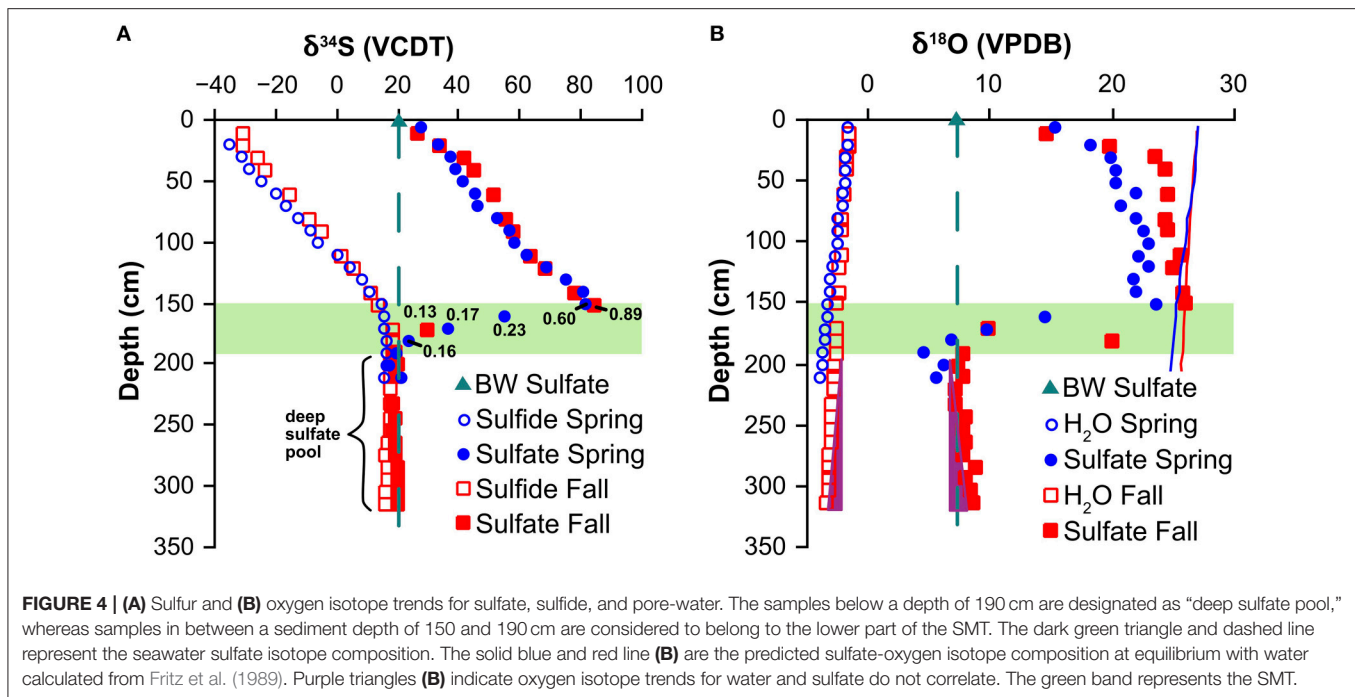 A
δ³⁴S (VCDT)
−40 −20 0 20 40 60 80 100
0
50
100
150
200
250
300
350
Depth (cm)
0.13
0.17
0.23
0.16
0.60
0.89
deep
sulfate
pool
BW Sulfate
Sulfide Spring
Sulfate Spring
Sulfide Fall
Sulfate Fall
B
δ¹⁸O (VPDB)
0 10 20 30
0
50
100
150
200
250
300
350
Depth (cm)
BW Sulfate
H₂O Spring
Sulfate Spring
H₂O Fall
Sulfate Fall
FIGURE 4 | (A) Sulfur and (B) oxygen isotope trends for sulfate, sulfide, and pore-water. The samples below a depth of 190 cm are designated as “deep sulfate pool,”
whereas samples in between a sediment depth of 150 and 190 cm are considered to belong to the lower part of the SMT. The dark green triangle and dashed line
represent the seawater sulfate isotope composition. The solid blue and red line (B) are the predicted sulfate-oxygen isotope composition at equilibrium with water
calculated from Fritz et al. (1989). Purple triangles (B) indicate oxygen isotope trends for water and sulfate do not correlate. The green band represents the SMT.